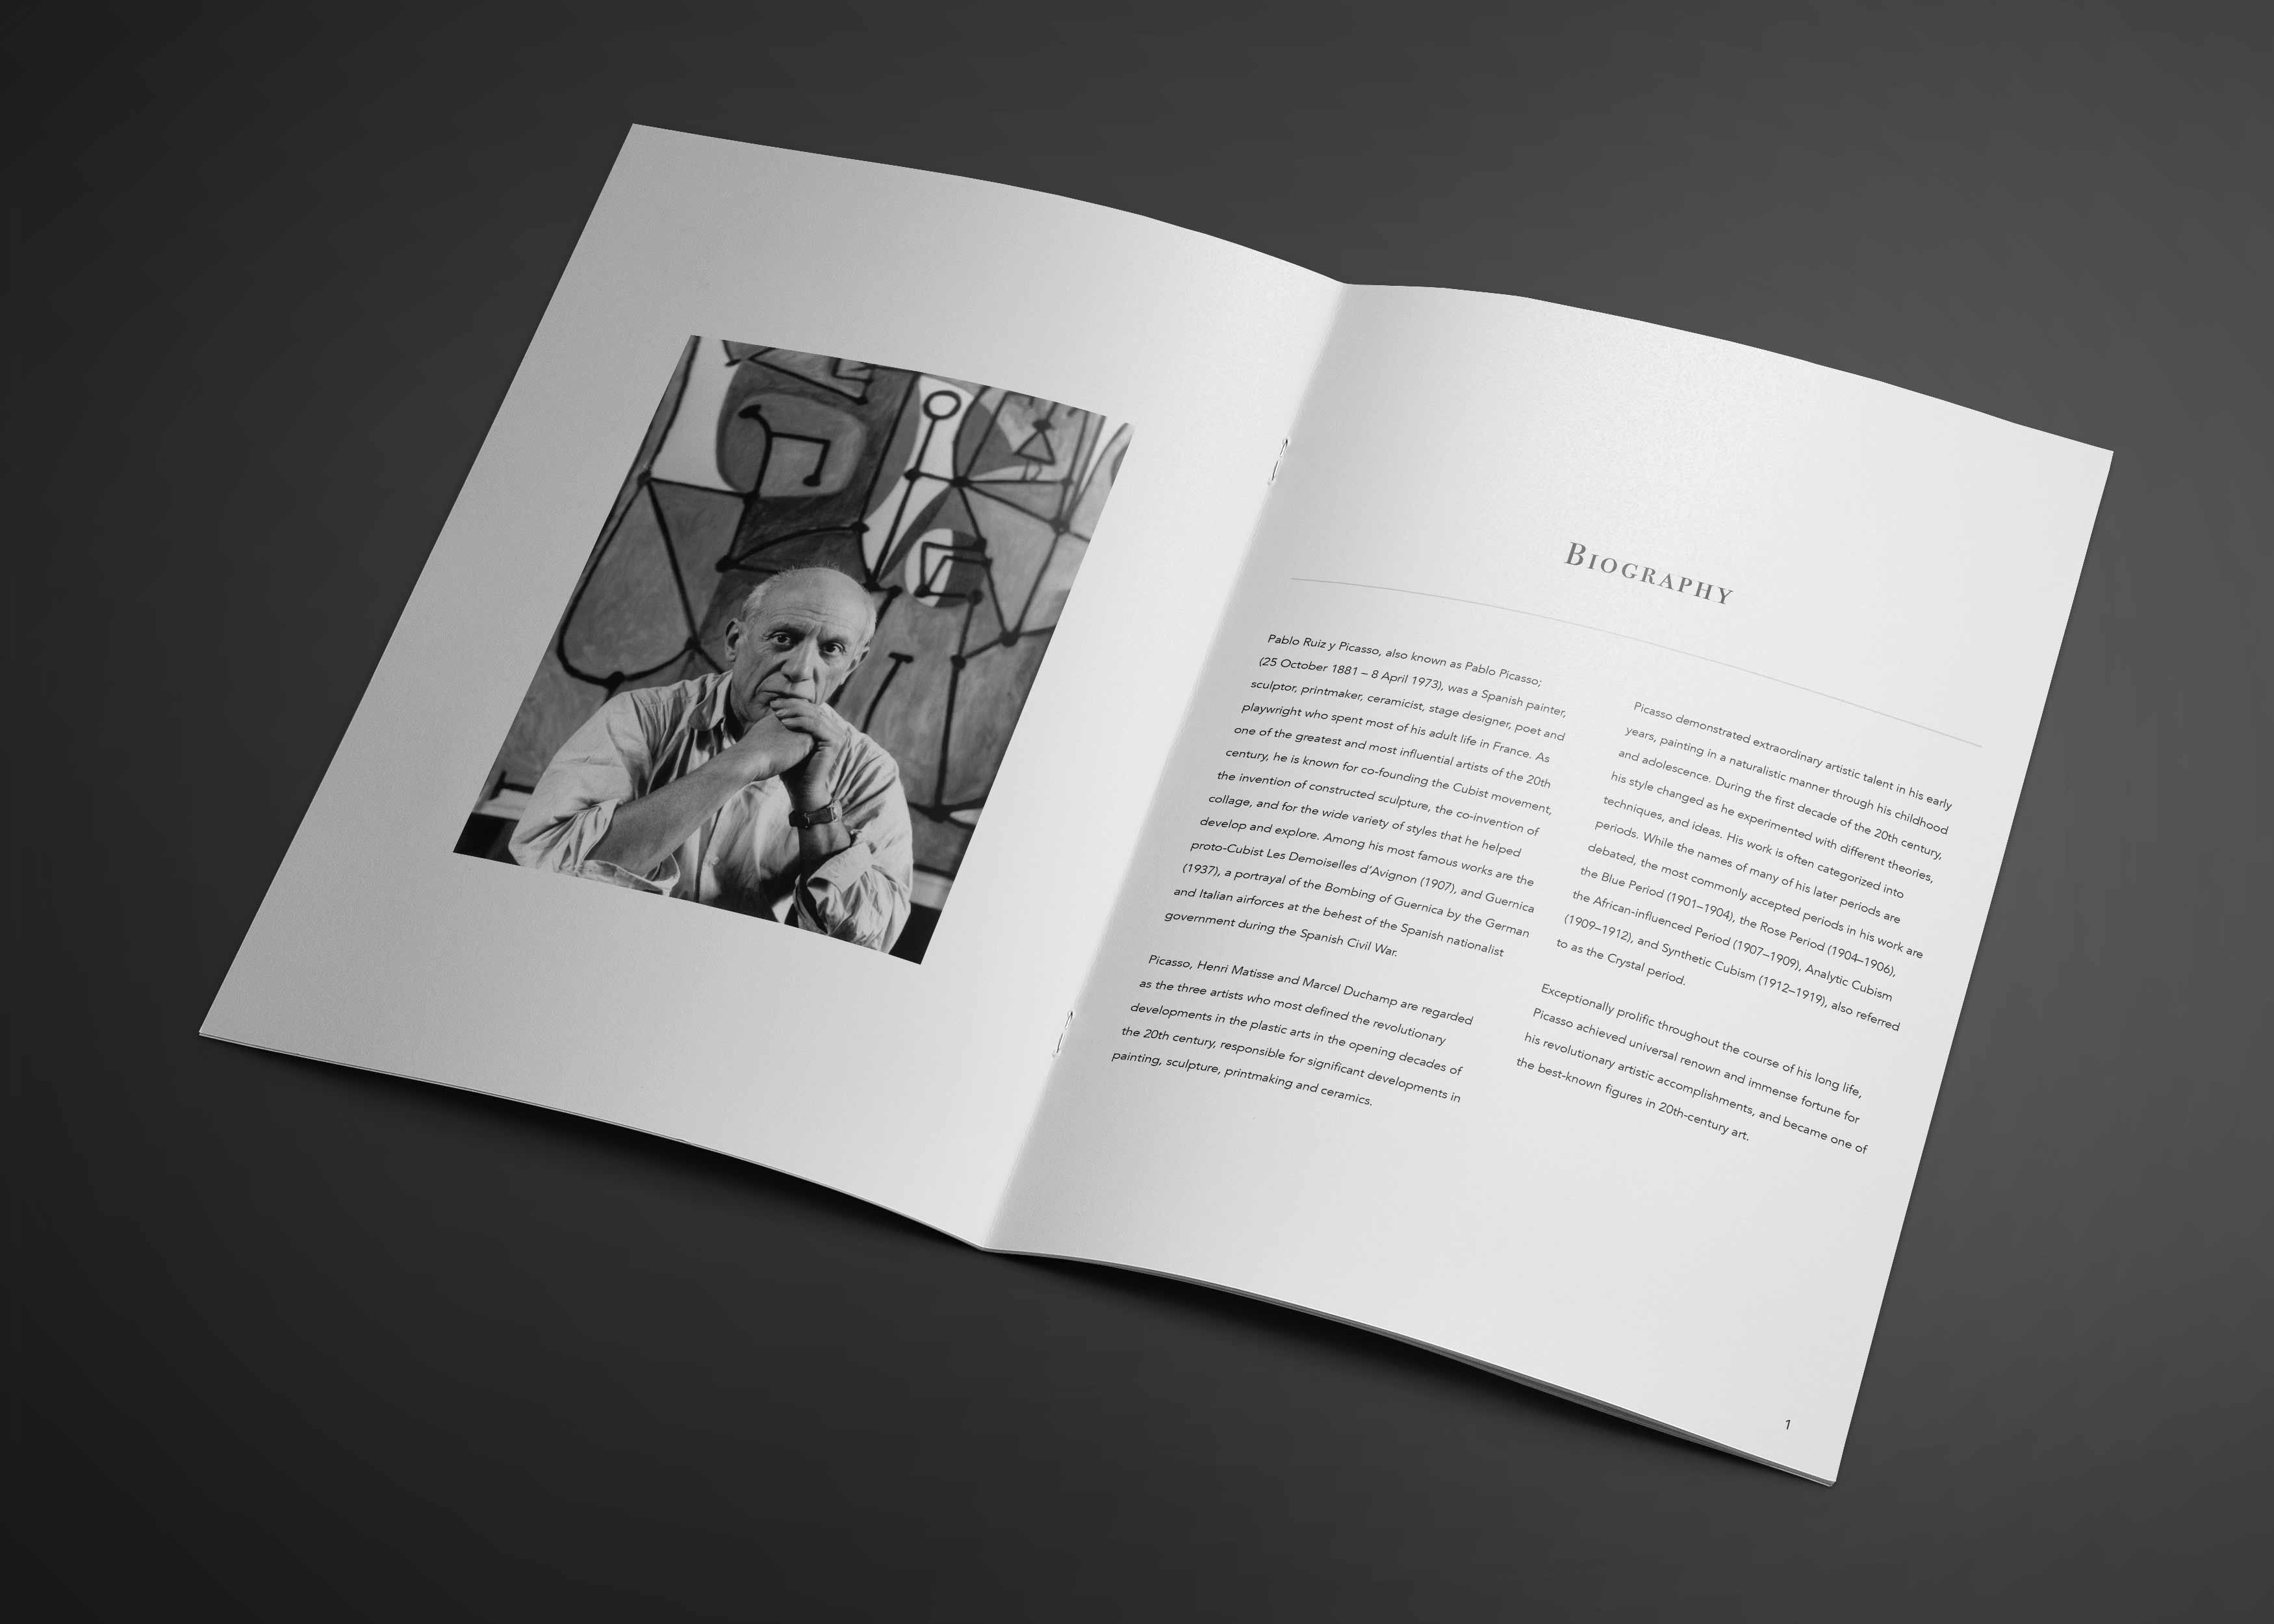 BIOGRAPHY
Pablo Ruiz y Picasso, also known as Pablo Picasso;
(25 October 1881 – 8 April 1973), was a Spanish painter,
sculptor, printmaker, ceramicist, stage designer, poet and
playwright who spent most of his adult life in France. As
one of the greatest and most influential artists of the 20th
century, he is known for co-founding the Cubist movement,
the invention of constructed sculpture, the co-invention of
collage, and for the wide variety of styles that he helped
develop and explore. Among his most famous works are the
proto-Cubist Les Demoiselles d’Avignon (1907), and Guernica
(1937), a portrayal of the Bombing of Guernica by the German
and Italian airforces at the behest of the Spanish nationalist
government during the Spanish Civil War.
Picasso, Henri Matisse and Marcel Duchamp are regarded
as the three artists who most defined the revolutionary
developments in the plastic arts in the opening decades of
the 20th century, responsible for significant developments in
painting, sculpture, printmaking and ceramics.
Picasso demonstrated extraordinary artistic talent in his early
years, painting in a naturalistic manner through his childhood
and adolescence. During the first decade of the 20th century,
his style changed as he experimented with different theories,
techniques, and ideas. His work is often categorized into
periods. While the names of many of his later periods are
debated, the most commonly accepted periods in his work are
the Blue Period (1901–1904), the Rose Period (1904–1906),
the African-influenced Period (1907–1909), Analytic Cubism
(1909–1912), and Synthetic Cubism (1912–1919), also referred
to as the Crystal period.
Exceptionally prolific throughout the course of his long life,
Picasso achieved universal renown and immense fortune for
his revolutionary artistic accomplishments, and became one of
the best-known figures in 20th-century art.
1